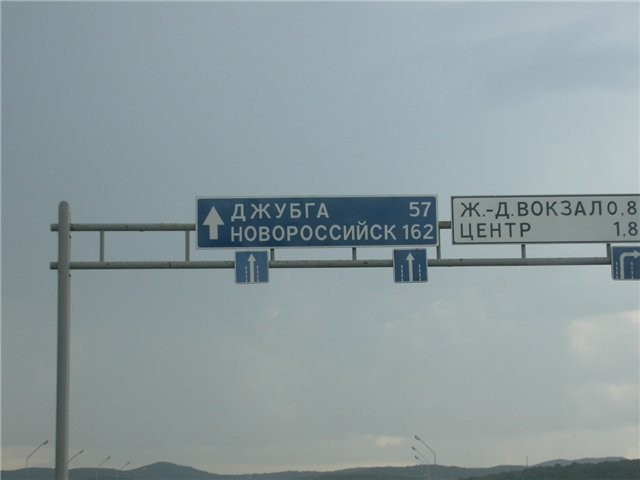 ДЖУБГА 57
НОВОРОССИЙСК 162
Ж.-Д.ВОКЗАЛ 0.8
ЦЕНТР 1.8